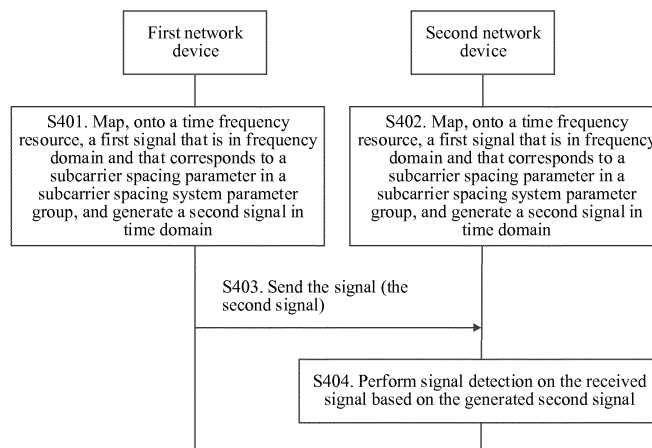 First network
device
Second network
device
S401. Map, onto a time frequency
resource, a first signal that is in frequency
domain and that corresponds to a
subcarrier spacing parameter in a
subcarrier spacing system parameter
group, and generate a second signal in
time domain
S402. Map, onto a time frequency
resource, a first signal that is in frequency
domain and that corresponds to a
subcarrier spacing parameter in a
subcarrier spacing system parameter
group, and generate a second signal in
time domain
S403. Send the signal (the
second signal)
S404. Perform signal detection on the received
signal based on the generated second signal